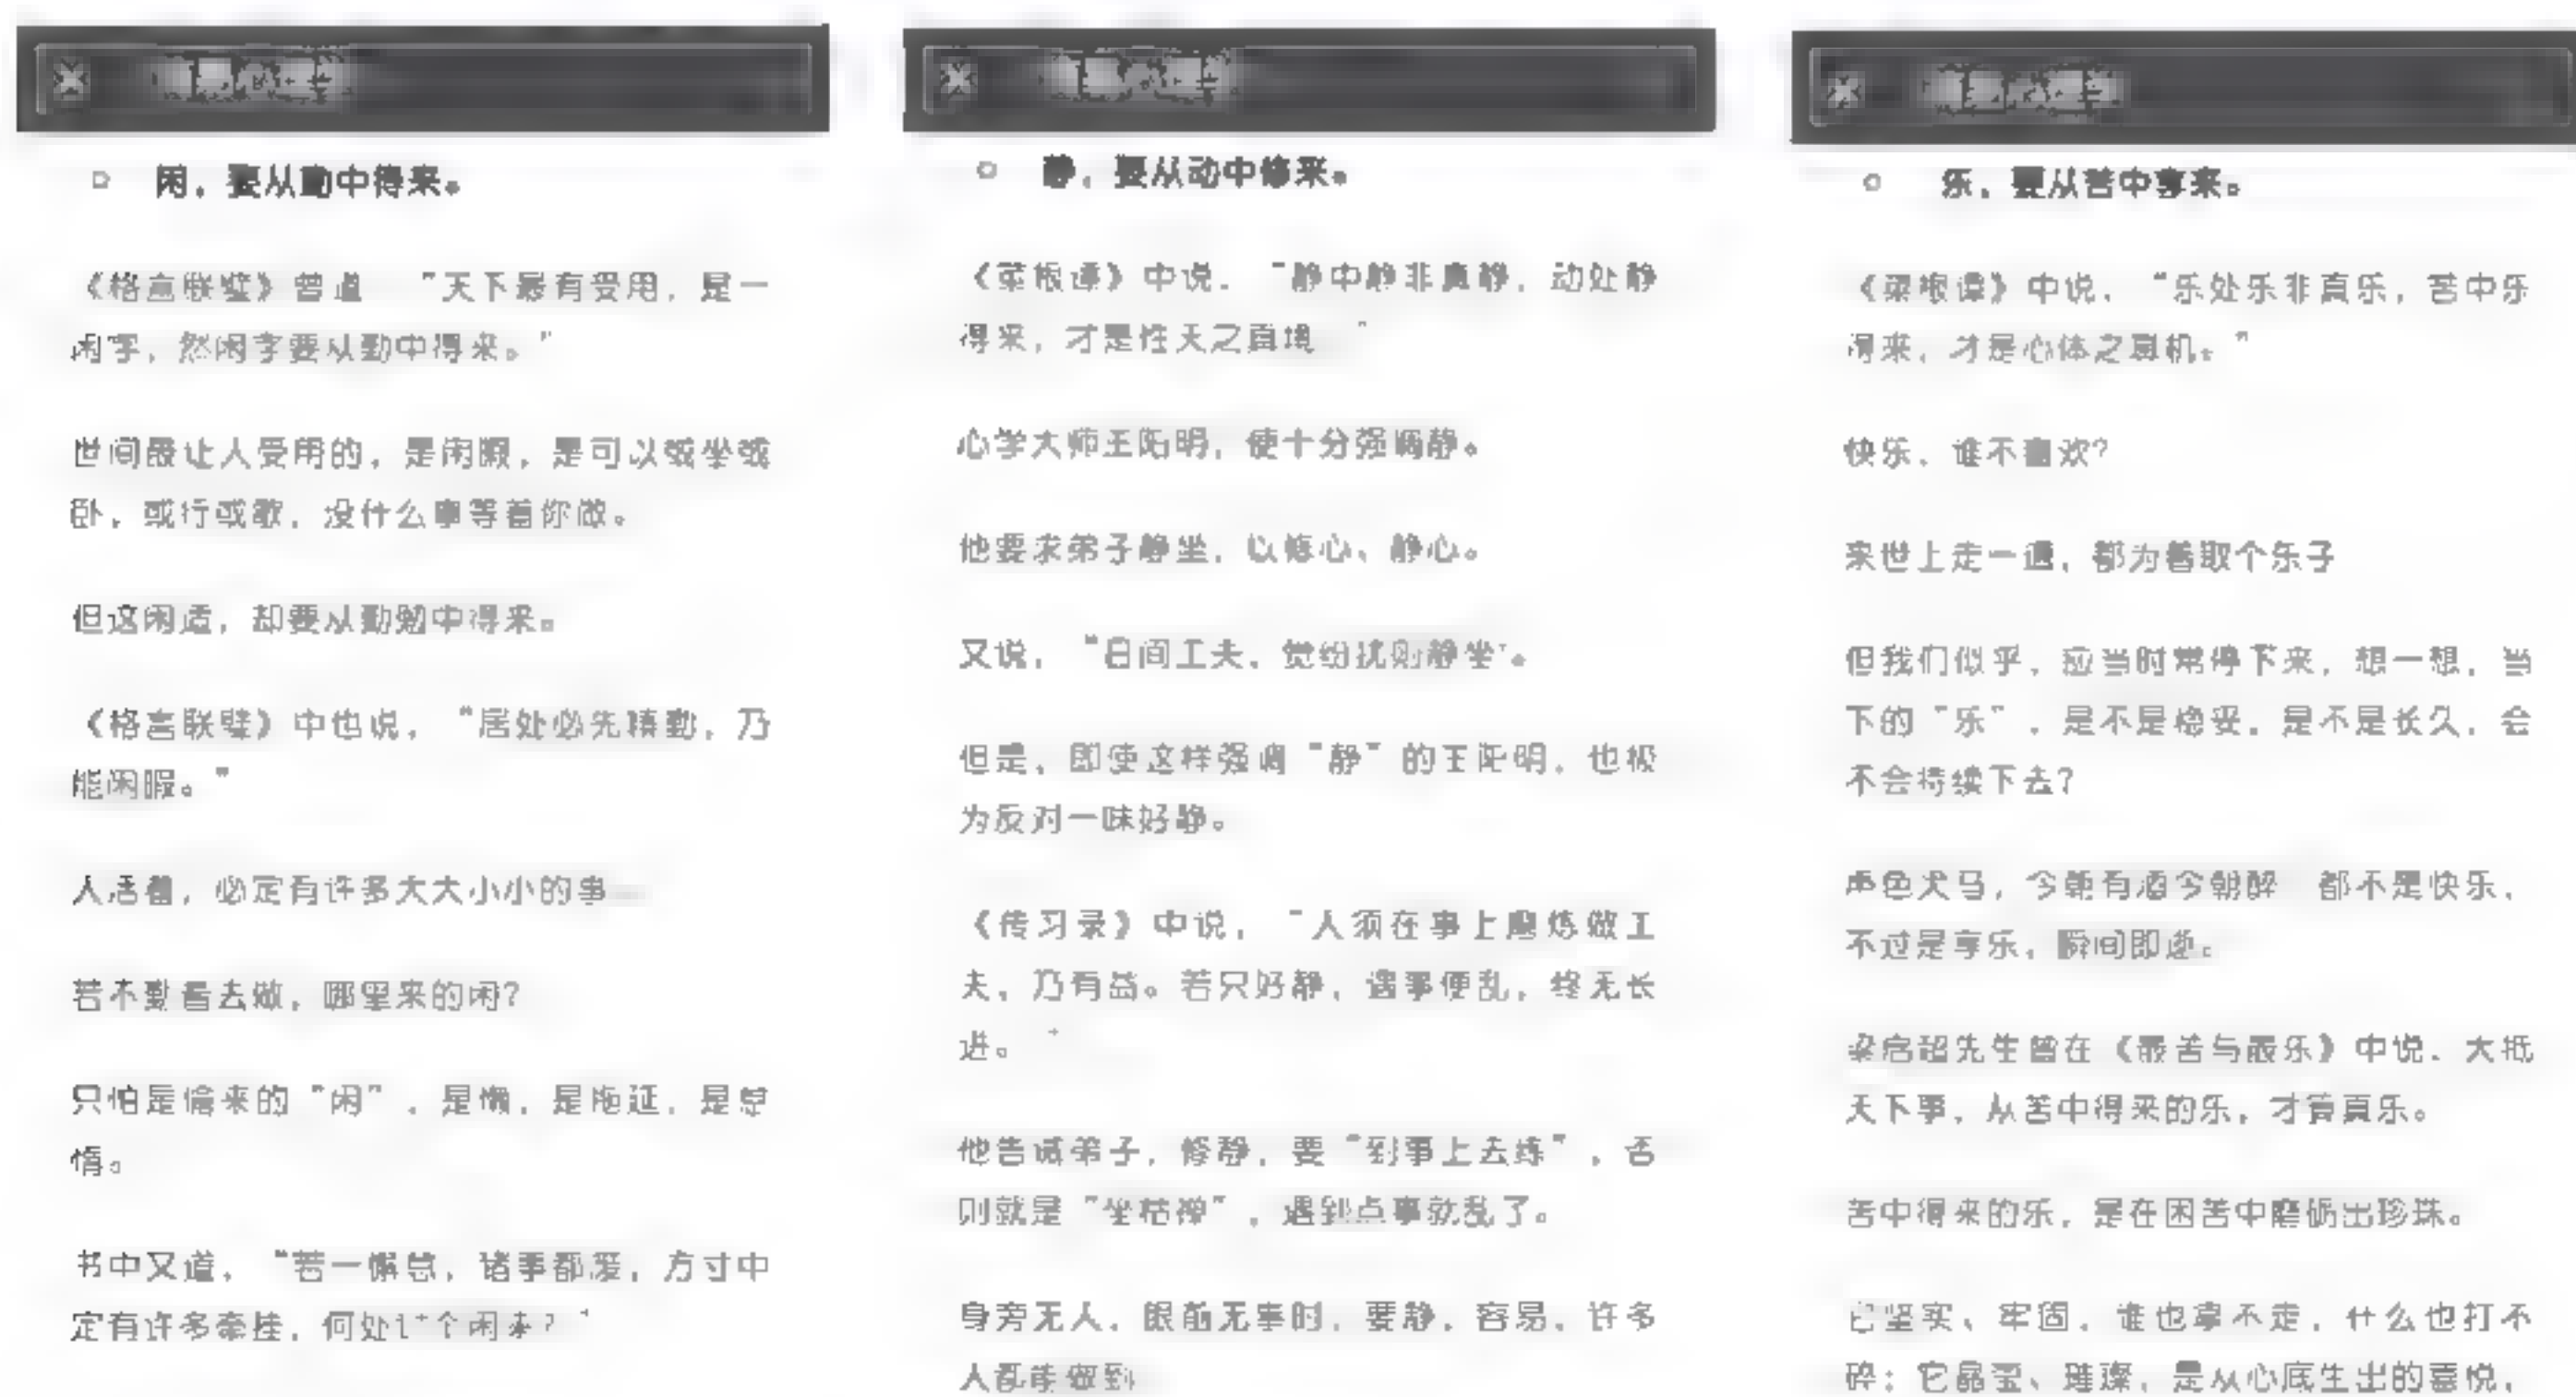 闲，要从勤中得来。
《格言联璧》曾道 “天下最有受用，是一
闲字，然闲字要从勤中得来。”
世间最让人受用的，是闲暇，是可以或坐或
卧，或行或歌，没什么事等着你做。
但这闲适，却要从勤勉中得来。
《格言联璧》中也说，“居处必先精勤，乃
能闲暇。”
人活着，必定有许多大大小小的事
若不勤着去做，哪里来的闲？
只怕是偷来的“闲”，是懒，是拖延，是怠
惰。
书中又道，“若一懈怠，诸事都废，方寸中
定有许多牵挂，何处讨个闲来？”
静，要从动中修来。
《菜根谭》中说，“静中静非真静，动处静
得来，才是性天之真境 ”
心学大师王阳明，便十分强调静。
他要求弟子静坐，以修心、静心。
又说，“日间工夫，觉纷扰则静坐”。
但是，即使这样强调“静”的王阳明，也极
为反对一味好静。
《传习录》中说，“人须在事上磨炼做工
夫，乃有益。若只好静，遇事便乱，终无长
进。”
他告诫弟子，修静，要“到事上去练”，否
则就是“坐枯禅”，遇到点事就乱了。
身旁无人，眼前无事时，要静，容易，许多
人都能做到
乐，要从苦中享来。
《菜根谭》中说，“乐处乐非真乐，苦中乐
得来，才是心体之真机。”
快乐，谁不喜欢？
来世上走一遭，都为着取个乐子
但我们似乎，应当时常停下来，想一想，当
下的“乐”，是不是稳妥，是不是长久，会
不会持续下去？
声色犬马，今朝有酒今朝醉 都不是快乐，
不过是享乐，瞬间即逝。
梁启超先生曾在《最苦与最乐》中说，大抵
天下事，从苦中得来的乐，才算真乐。
苦中得来的乐，是在困苦中磨砺出珍珠。
它坚实、牢固，谁也拿不走，什么也打不
碎；它晶莹、璀璨，是从心底生出的喜悦，